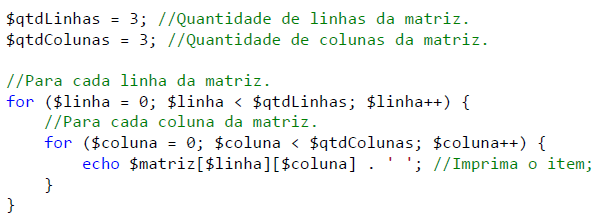 $qtdLinhas = 3; //Quantidade de linhas da matriz.
$qtdColunas = 3; //Quantidade de colunas da matriz.

//Para cada linha da matriz.
for ($linha = 0; $linha < $qtdLinhas; $linha++) {
    //Para cada coluna da matriz.
    for ($coluna = 0; $coluna < $qtdColunas; $coluna++) {
        echo $matriz[$linha][$coluna] . ' '; //Imprima o item;
    }
}